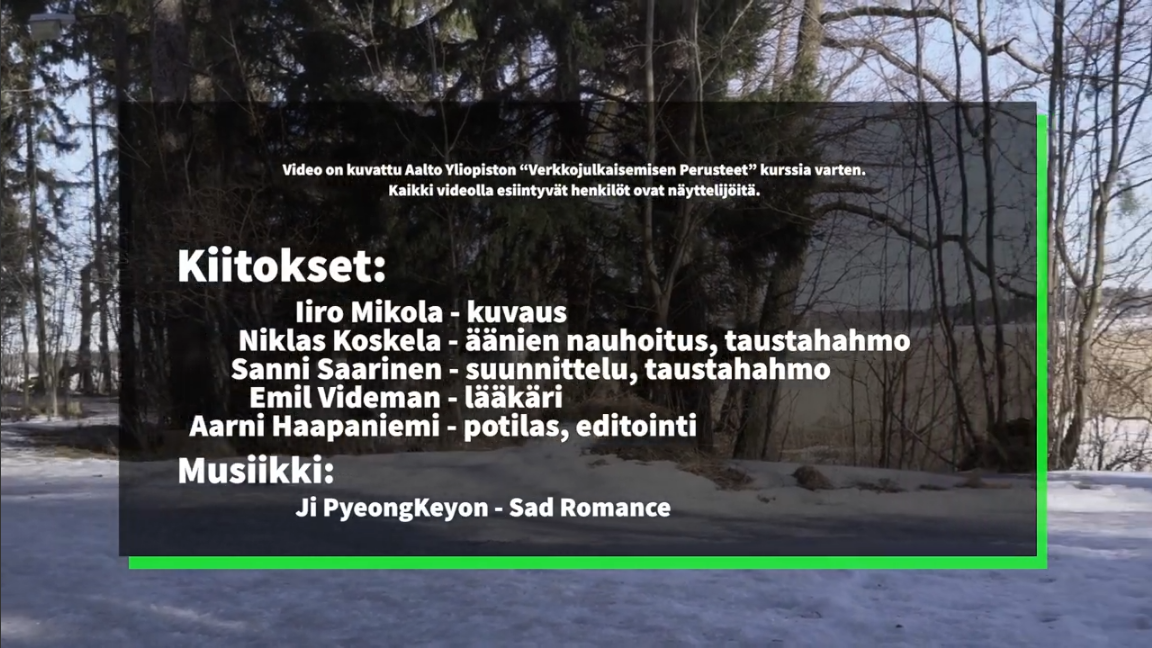 Video on kuvattu Aalto Yliopiston “Verkkojulkaisemisen Perusteet” kurssia varten.
Kaikki videolla esiintyvät henkilöt ovat näyttelijöitä.
Kiitokset:
Iiro Mikola - kuvaus
Niklas Koskela - äänien nauhoitus, taustahahmo
Sanni Saarinen - suunnittelu, taustahahmo
Emil Videman - lääkäri
Aarni Haapaniemi - potilas, editointi
Musiikki:
Ji PyeongKeyon - Sad Romance